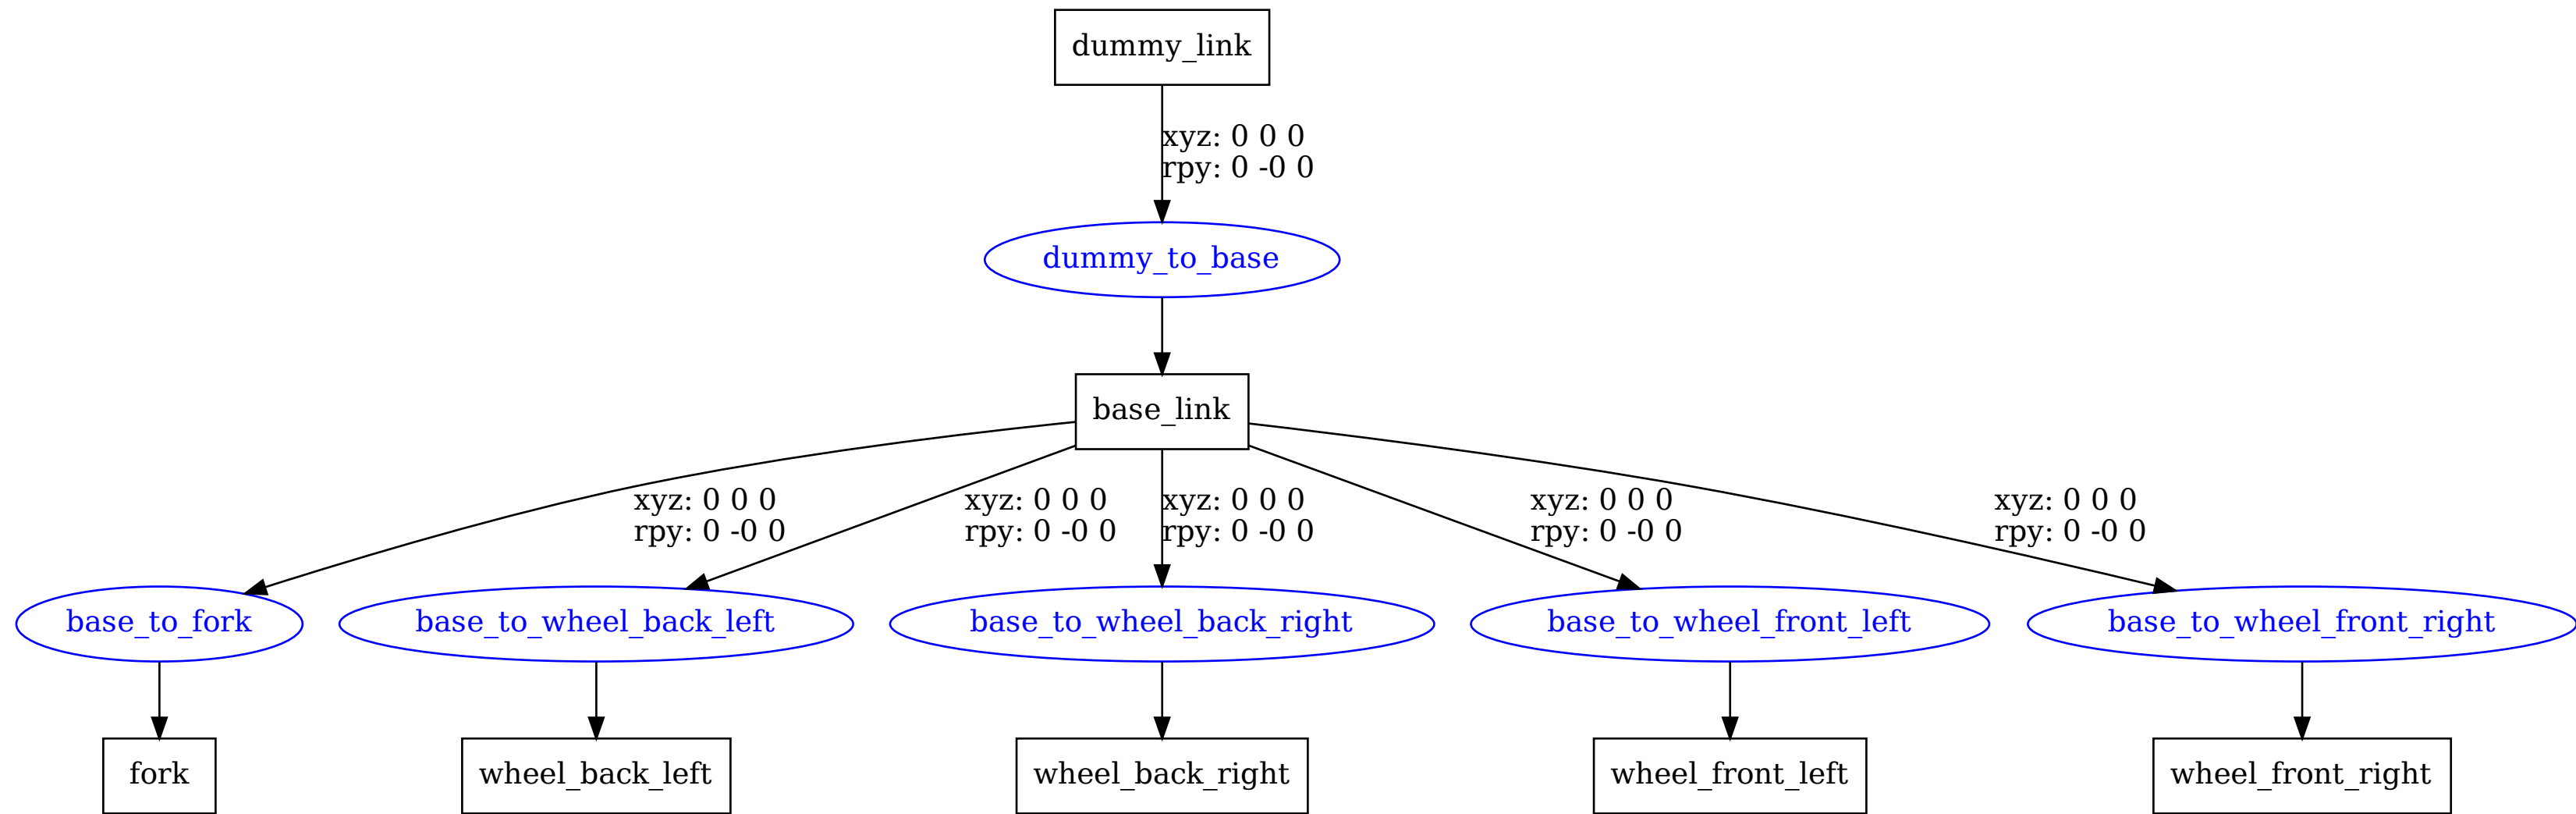 dummy_link
xyz: 0 0 0
rpy: 0 -0 0
dummy_to_base
base_link
xyz: 0 0 0
rpy: 0 -0 0
xyz: 0 0 0
rpy: 0 -0 0
xyz: 0 0 0
rpy: 0 -0 0
xyz: 0 0 0
rpy: 0 -0 0
xyz: 0 0 0
rpy: 0 -0 0
base_to_fork
base_to_wheel_back_left
base_to_wheel_back_right
base_to_wheel_front_left
base_to_wheel_front_right
fork
wheel_back_left
wheel_back_right
wheel_front_left
wheel_front_right